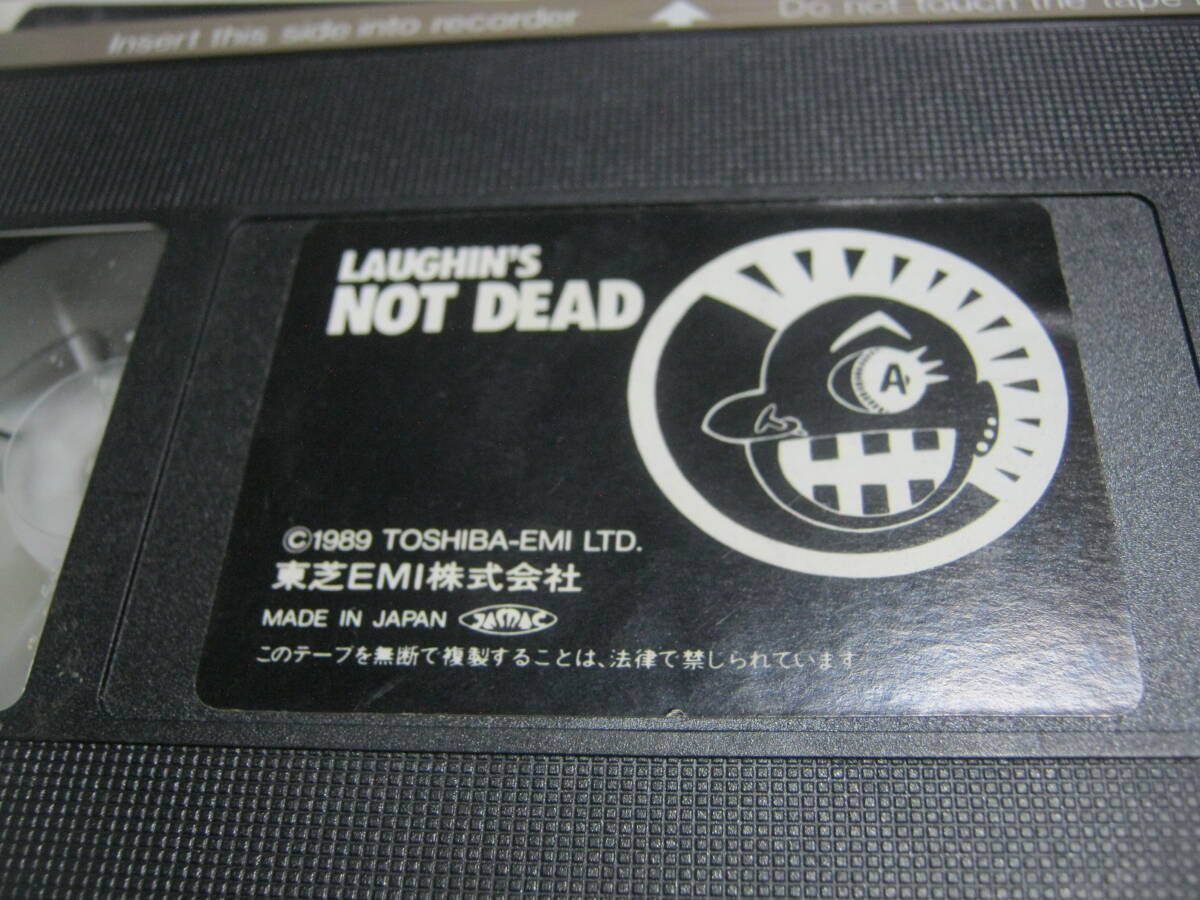 Insert this side into recorder
Do not touch the tape
LAUGHIN'S
NOT DEAD
A
©1989 TOSHIBA-EMI LTD.
東芝EMI株式会社
MADE IN JAPAN JASRAC
このテープを無断で複製することは、法律で禁じられています